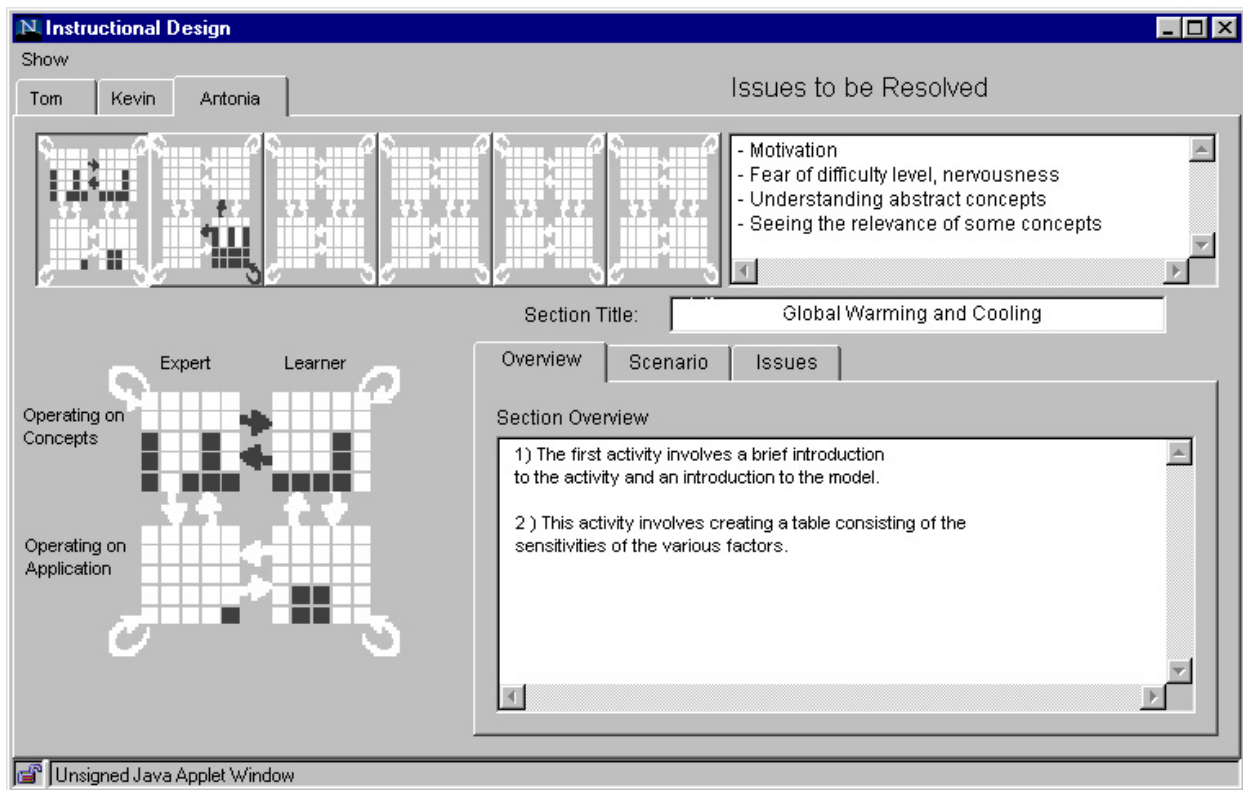 Instructional Design
Show
Tom
Kevin
Antonia
Issues to be Resolved
- Motivation
- Fear of difficulty level, nervousness
- Understanding abstract concepts
- Seeing the relevance of some concepts
Section Title:
Global Warming and Cooling
Expert
Learner
Operating on
Concepts
Operating on
Application
Overview
Scenario
Issues
Section Overview
1) The first activity involves a brief introduction
to the activity and an introduction to the model.
2 ) This activity involves creating a table consisting of the
sensitivities of the various factors.
Unsigned Java Applet Window